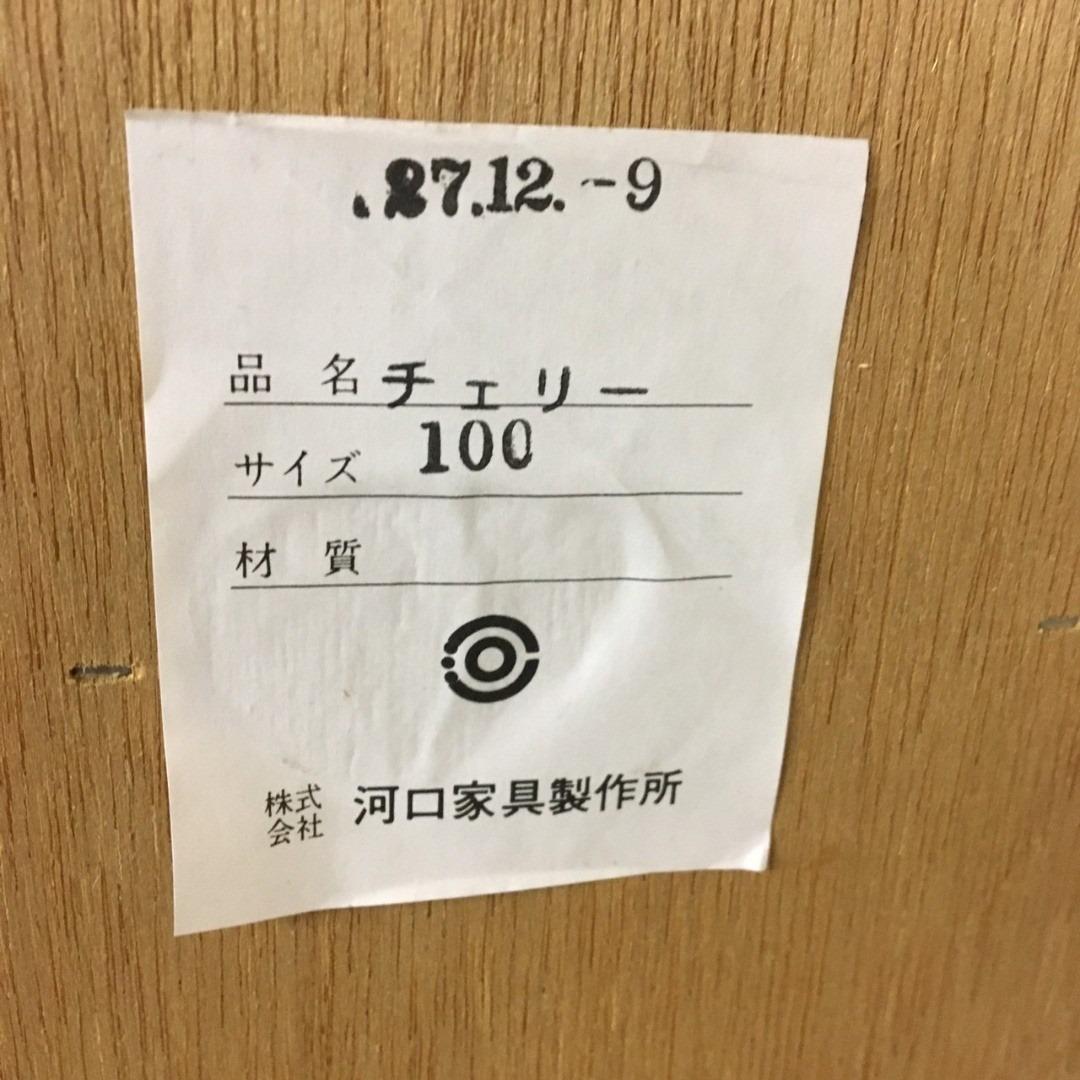 .27.12.-9
品名 チェリー
サイズ 100
材質
株式会社 河口家具製作所